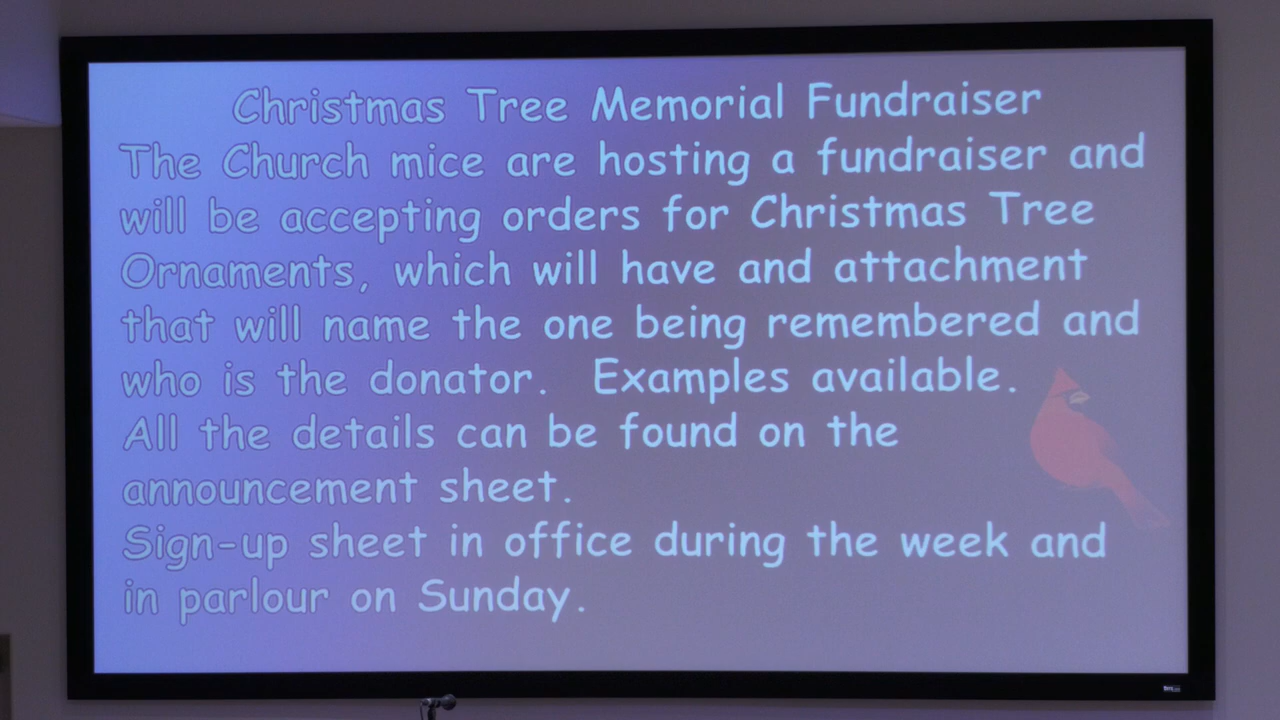 Christmas Tree Memorial Fundraiser
The Church mice are hosting a fundraiser and
will be accepting orders for Christmas Tree
Ornaments, which will have and attachment
that will name the one being remembered and
who is the donator. Examples available.
All the details can be found on the
announcement sheet.
Sign-up sheet in office during the week and
in parlour on Sunday.